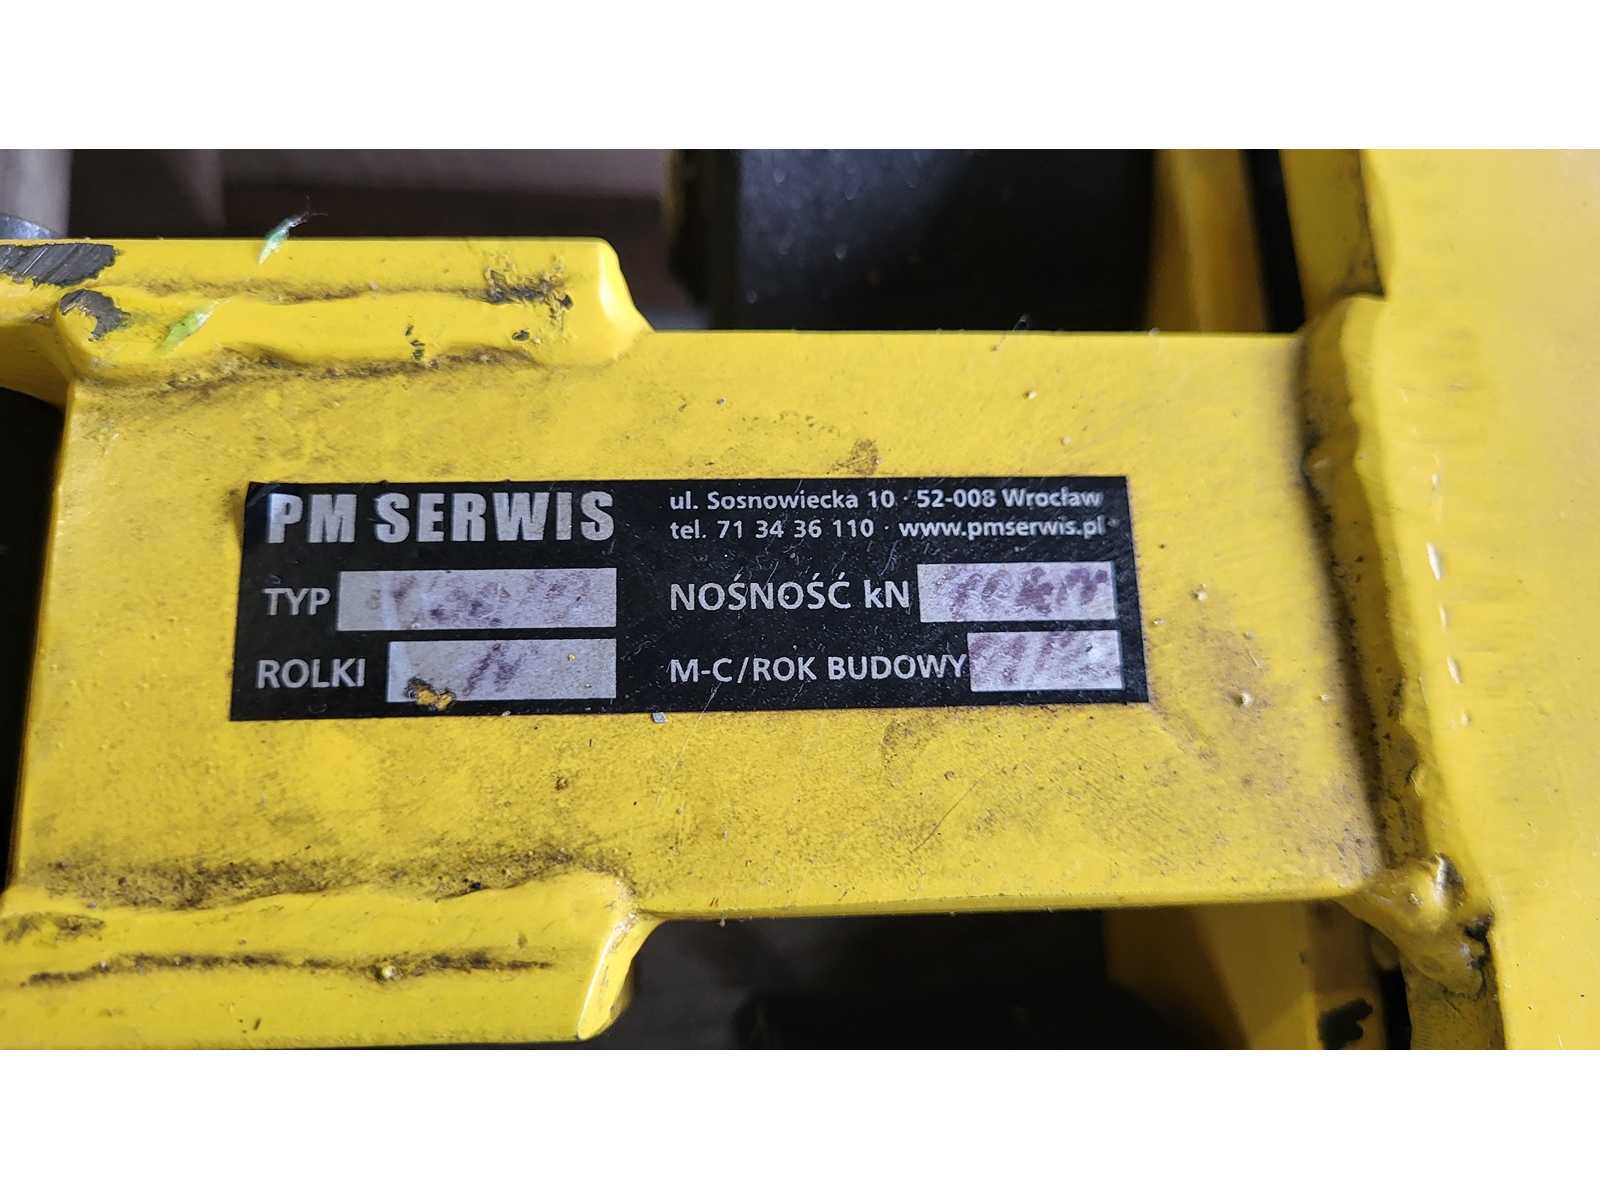 PM SERWIS
ul. Sosnowiecka 10 · 52-008 Wrocław
tel. 71 34 36 110 · www.pmserwis.pl
TYP
NOŚNOŚĆ kN
ROLKI
M-C/ROK BUDOWY